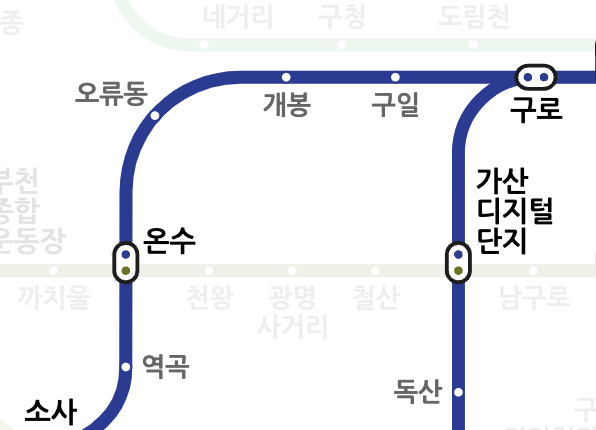 네거리
구청
도림천
종
오류동
개봉
구일
구로
부천
종합
운동장
온수
가산
디지털
단지
까치울
천왕
광명
사거리
철산
남구로
역곡
독산
소사
구